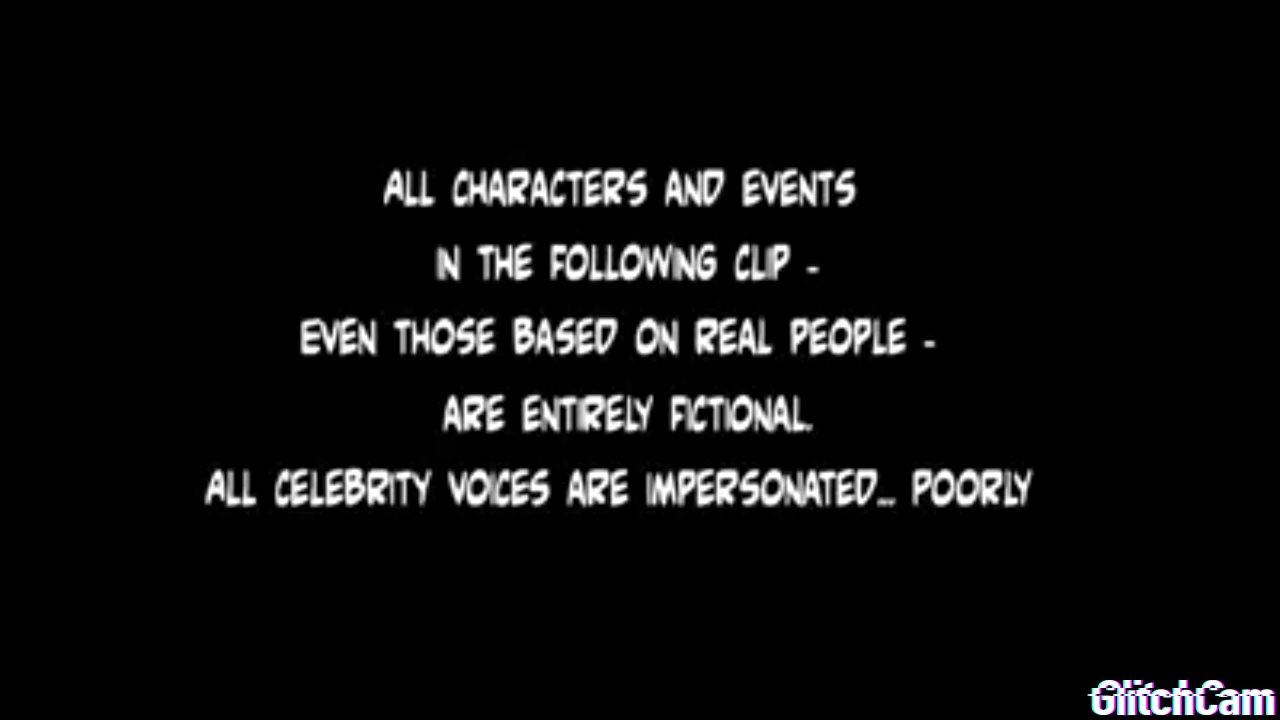 ALL CHARACTERS AND EVENTS
IN THE FOLLOWING CLIP -
EVEN THOSE BASED ON REAL PEOPLE -
ARE ENTIRELY FICTIONAL.
ALL CELEBRITY VOICES ARE IMPERSONATED... POORLY
GlitchCam